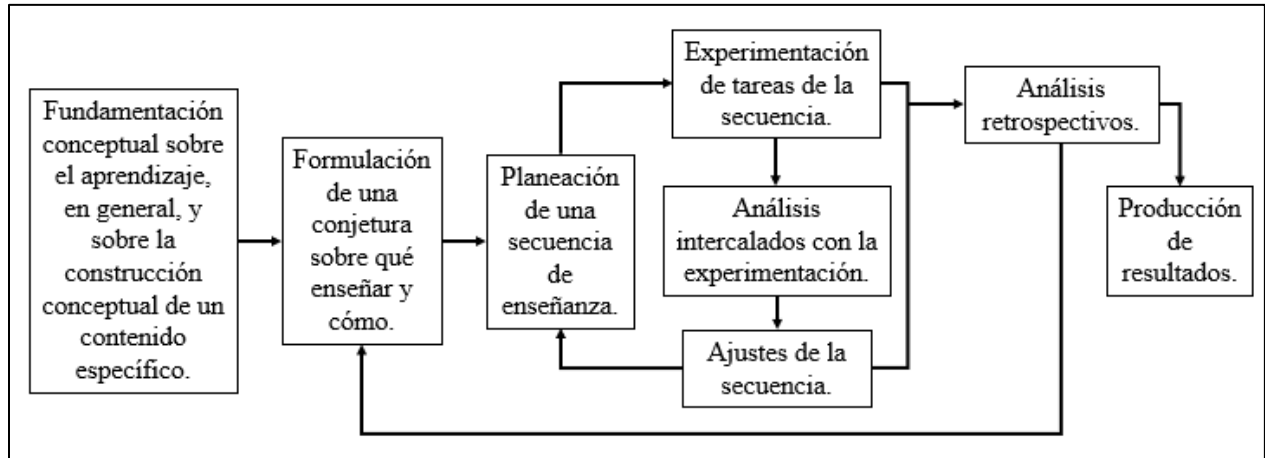 Fundamentación
conceptual sobre
el aprendizaje,
en general, y
sobre la
construcción
conceptual de un
contenido
específico.
Formulación
de una
conjetura
sobre qué
enseñar y
cómo.
Planeación
de una
secuencia
de
enseñanza.
Experimentación
de tareas de la
secuencia.
Análisis
intercalados con la
experimentación.
Ajustes de la
secuencia.
Análisis
retrospectivos.
Producción
de
resultados.